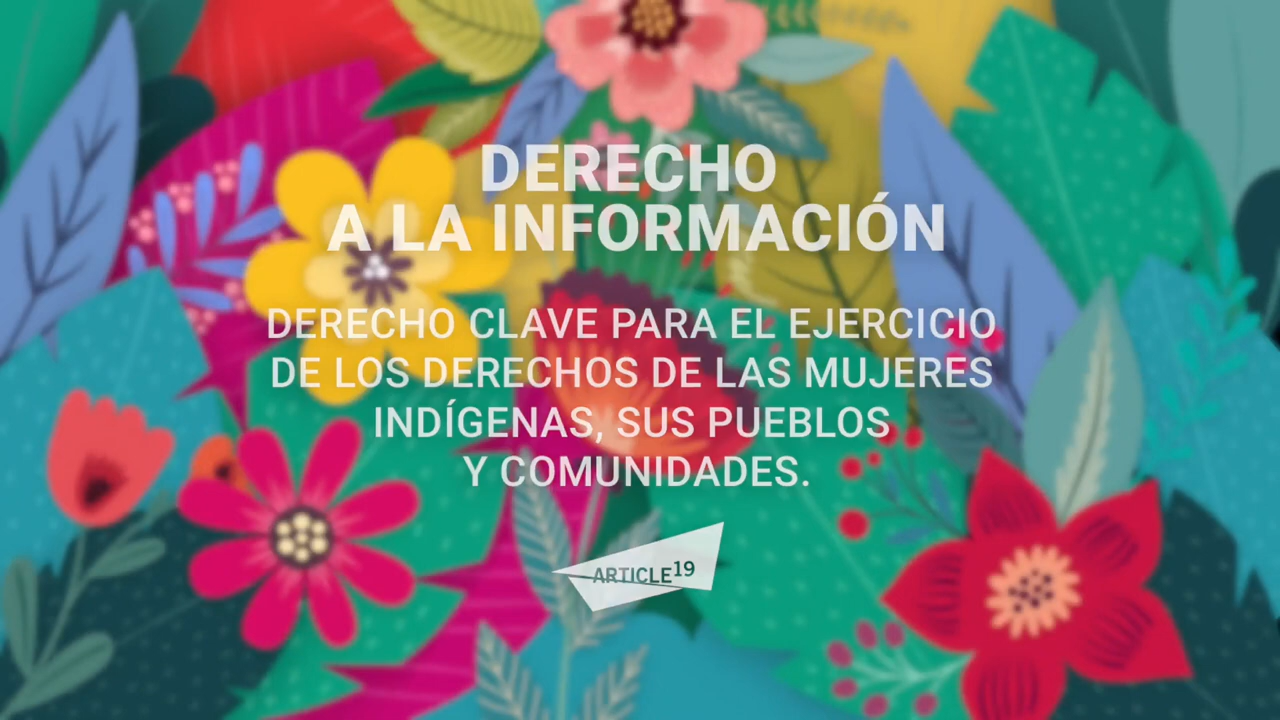 DERECHO
A LA INFORMACIÓN
DERECHO CLAVE PARA EL EJERCICIO
DE LOS DERECHOS DE LAS MUJERES
INDÍGENAS, SUS PUEBLOS
Y COMUNIDADES.
ARTICLE19